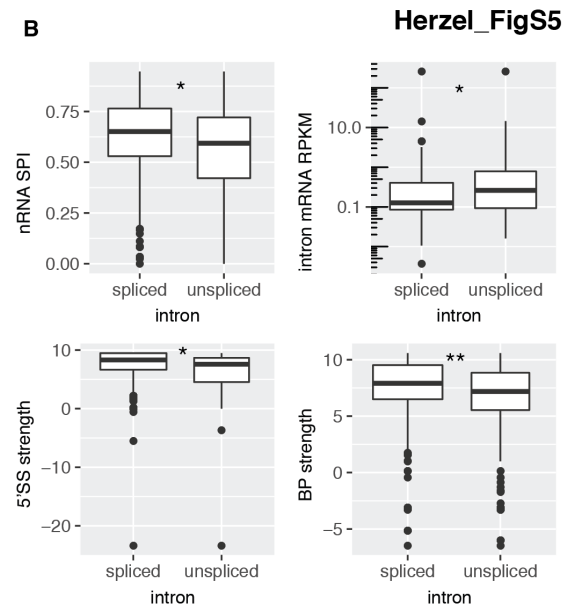 B
Herzel_FigS5
nRNA SPI
0.75
0.50
0.25
0.00
*
spliced
unspliced
intron
intron mRNA RPKM
10.0
0.1
*
spliced
unspliced
intron
5'SS strength
10
0
−10
−20
*
spliced
unspliced
intron
BP strength
10
5
0
−5
**
spliced
unspliced
intron